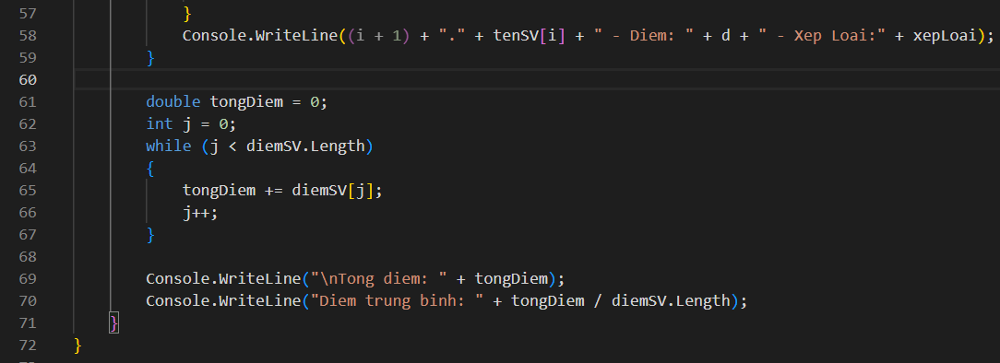 57 }
58 Console.WriteLine((i + 1) + "." + tenSV[i] + " - Diem: " + d + " - Xep Loai:" + xepLoai);
59 }
60
61 double tongDiem = 0;
62 int j = 0;
63 while (j < diemSV.Length)
64 {
65 tongDiem += diemSV[j];
66 j++;
67 }
68
69 Console.WriteLine("\nTong diem: " + tongDiem);
70 Console.WriteLine("Diem trung binh: " + tongDiem / diemSV.Length);
71 }
72 }